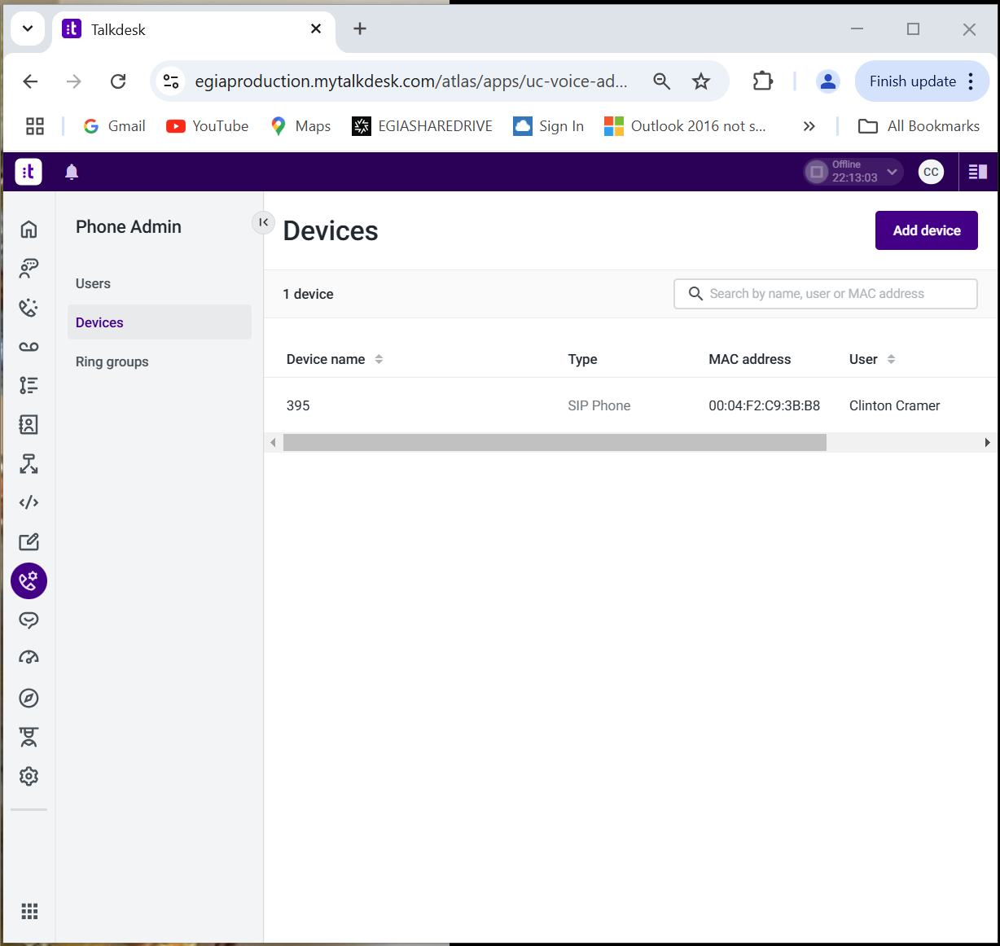 Talkdesk
egiaproduction.mytalkdesk.com/atlas/apps/uc-voice-ad...
Finish update
Gmail
YouTube
Maps
EGIASHAREDRIVE
Sign In
Outlook 2016 not s...
All Bookmarks
:t
Offline
22:13:03
CC
Phone Admin
Users
Devices
Ring groups
Devices
Add device
1 device
Search by name, user or MAC address
Device name
Type
MAC address
User
395
SIP Phone
00:04:F2:C9:3B:B8
Clinton Cramer